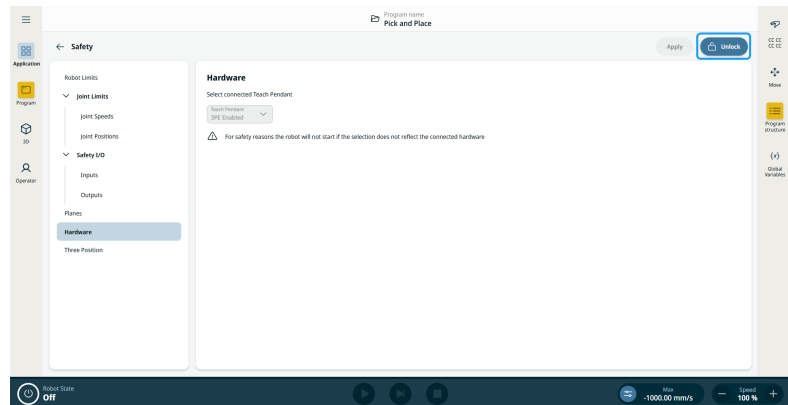 Program name
Pick and Place
Safety
Apply
Unlock
Application
Program
3D
Operator
Robot Limits
Joint Limits
Joint Speeds
Joint Positions
Safety I/O
Inputs
Outputs
Planes
Hardware
Three Position
Hardware
Select connected Teach Pendant
Teach Pendant
3PE Enabled
For safety reasons the robot will not start if the selection does not reflect the connected hardware
CC CC
CC CC
Move
Program
structure
{x}
Global
Variables
Robot State
Off
Max
-1000.00 mm/s
Speed
100 %